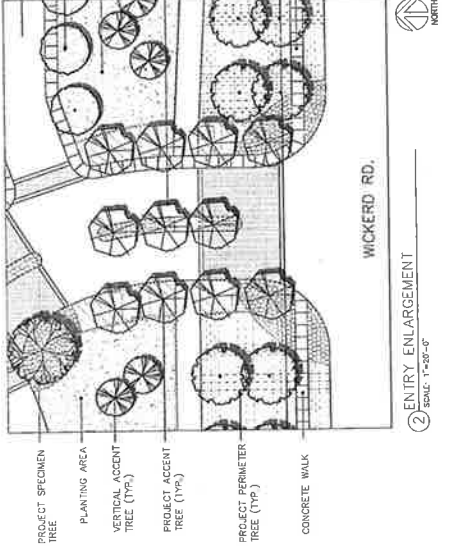 PROJECT SPECIMEN
TREE
PLANTING AREA
VERTICAL ACCENT
TREE (TYP.)
PROJECT ACCENT
TREE (TYP.)
PROJECT PERIMETER
TREE (TYP.)
CONCRETE WALK
WICKERD RD.
2 ENTRY ENLARGEMENT
SCALE: 1"=20'-0"
NORTH